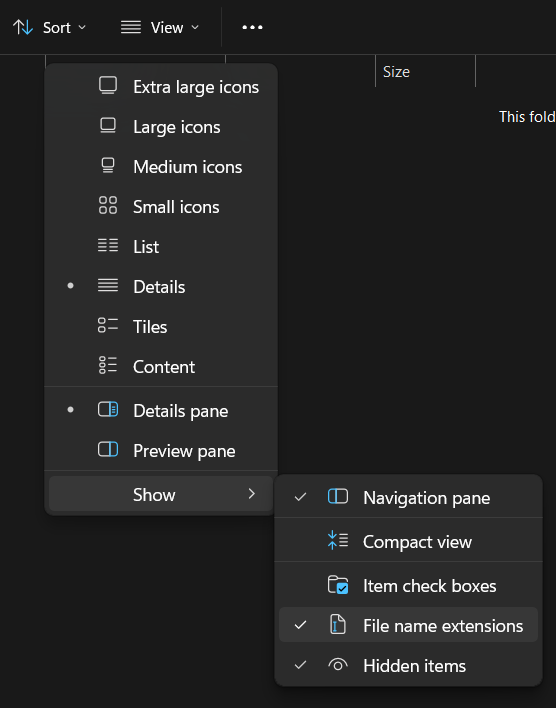 Sort
View
Size
This fold
Extra large icons
Large icons
Medium icons
Small icons
List
Details
Tiles
Content
Details pane
Preview pane
Show
Navigation pane
Compact view
Item check boxes
File name extensions
Hidden items